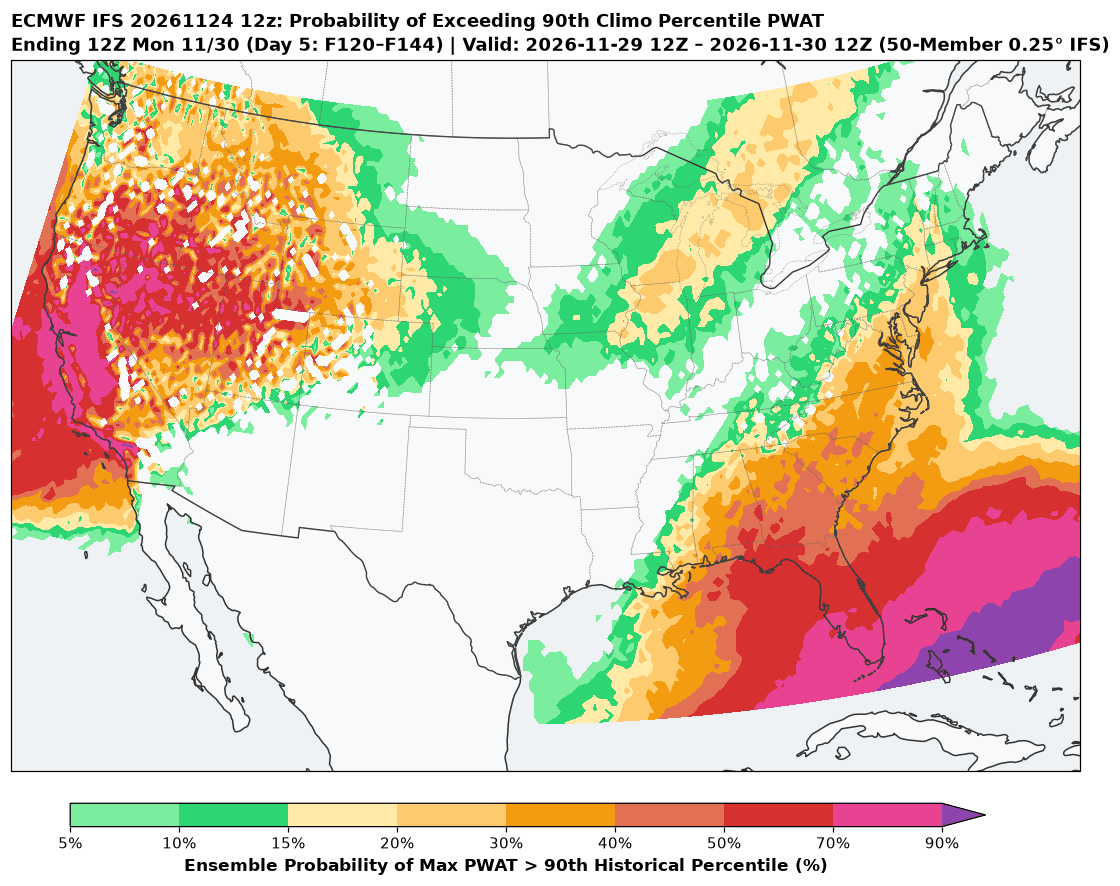 ECMWF IFS 20261124 12z: Probability of Exceeding 90th Climo Percentile PWAT
Ending 12Z Mon 11/30 (Day 5: F120–F144) | Valid: 2026-11-29 12Z – 2026-11-30 12Z (50-Member 0.25° IFS)
5% 10% 15% 20% 30% 40% 50% 70% 90%
Ensemble Probability of Max PWAT > 90th Historical Percentile (%)